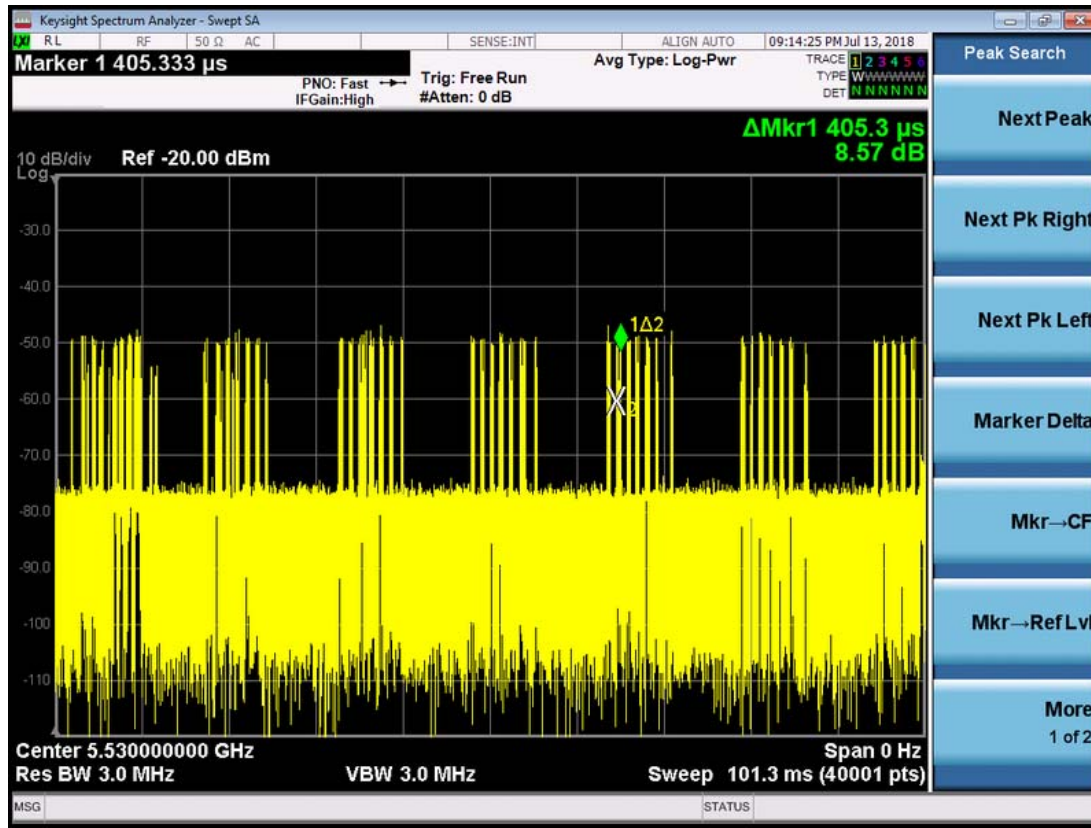 Keysight Spectrum Analyzer - Swept SA
LXI RL RF 50 Ω AC SENSE:INT ALIGN AUTO 09:14:25 PM Jul 13, 2018
Marker 1 405.333 µs
PNO: Fast
IFGain:High
Trig: Free Run
#Atten: 0 dB
Avg Type: Log-Pwr
TRACE 1 2 3 4 5 6
TYPE WWWWWW
DET N N N N N N
ΔMkr1 405.3 µs
8.57 dB
10 dB/div Ref -20.00 dBm
Log
-30.0
-40.0
-50.0
-60.0
-70.0
-80.0
-90.0
-100
-110
1Δ2
2
Center 5.530000000 GHz Span 0 Hz
Res BW 3.0 MHz VBW 3.0 MHz Sweep 101.3 ms (40001 pts)
MSG STATUS
Peak Search
Next Peak
Next Pk Right
Next Pk Left
Marker Delta
Mkr→CF
Mkr→Ref Lvl
More
1 of 2